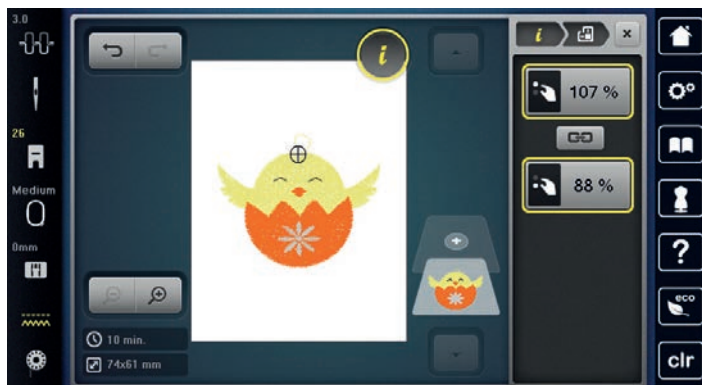 3.0
26
Medium
0mm
i
10 min.
74x61 mm
i
×
107 %
88 %
?
eco
clr